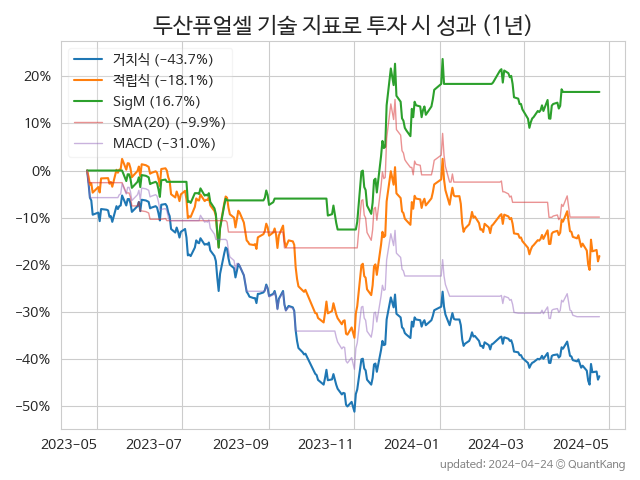 두산퓨얼셀 기술 지표로 투자 시 성과 (1년)
거치식 (−43.7%)
적립식 (−18.1%)
SigM (16.7%)
SMA(20) (−9.9%)
MACD (−31.0%)
20%
10%
0%
−10%
−20%
−30%
−40%
−50%
2023-05 2023-07 2023-09 2023-11 2024-01 2024-03 2024-05
updated: 2024-04-24 © QuantKang